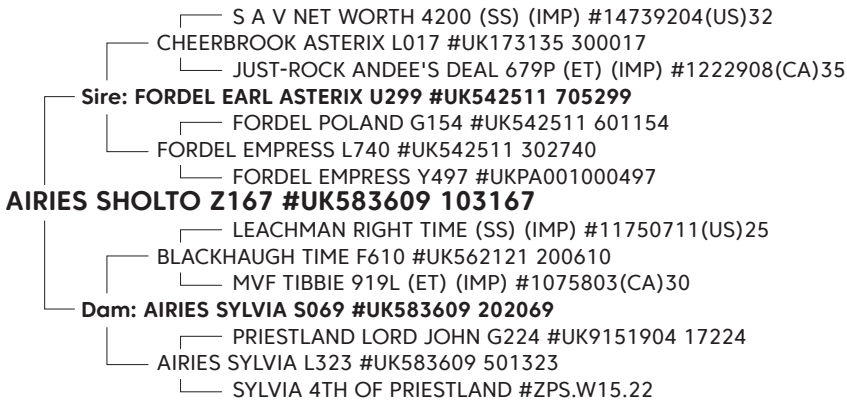 S A V NET WORTH 4200 (SS) (IMP) #14739204(US)32
CHEERBROOK ASTERIX L017 #UK173135 300017
JUST-ROCK ANDEE'S DEAL 679P (ET) (IMP) #1222908(CA)35
Sire: FORDEL EARL ASTERIX U299 #UK542511 705299
FORDEL POLAND G154 #UK542511 601154
FORDEL EMPRESS L740 #UK542511 302740
FORDEL EMPRESS Y497 #UKPA001000497
AIRIES SHOLTO Z167 #UK583609 103167
LEACHMAN RIGHT TIME (SS) (IMP) #11750711(US)25
BLACKHAUGH TIME F610 #UK562121 200610
MVF TIBBIE 919L (ET) (IMP) #1075803(CA)30
Dam: AIRIES SYLVIA S069 #UK583609 202069
PRIESTLAND LORD JOHN G224 #UK9151904 17224
AIRIES SYLVIA L323 #UK583609 501323
SYLVIA 4TH OF PRIESTLAND #ZPS.W15.22